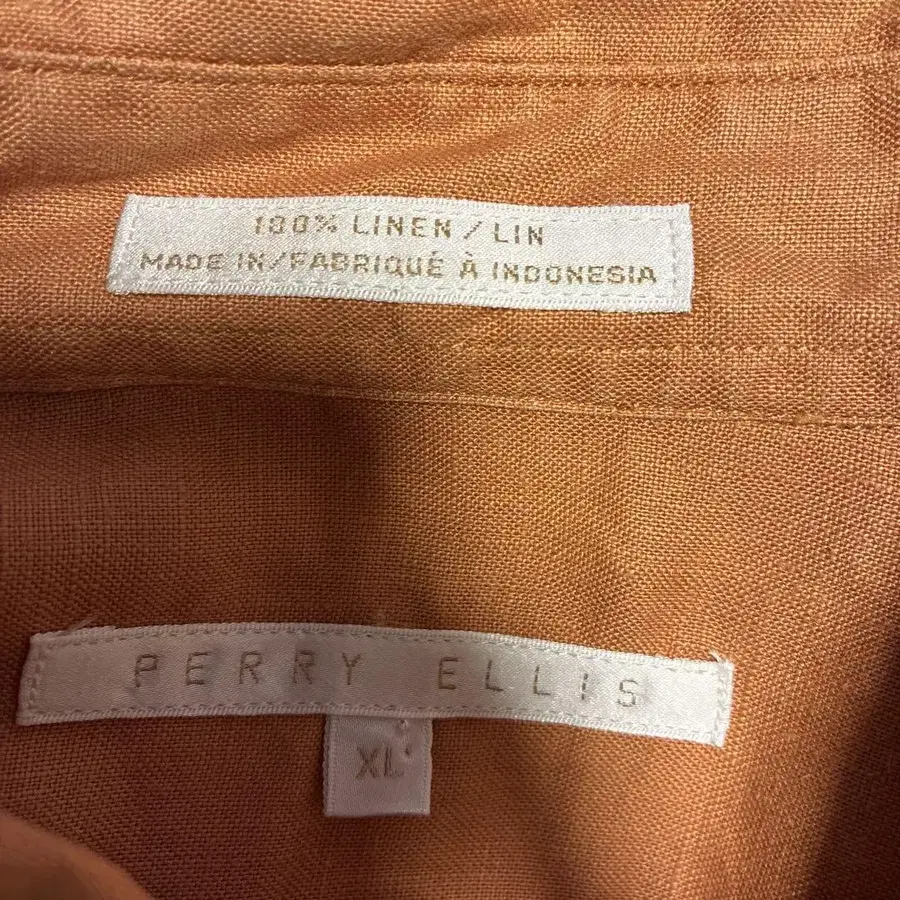 100% LINEN / LIN
MADE IN/FABRIQUÉ À INDONESIA
PERRY ELLIS
XL